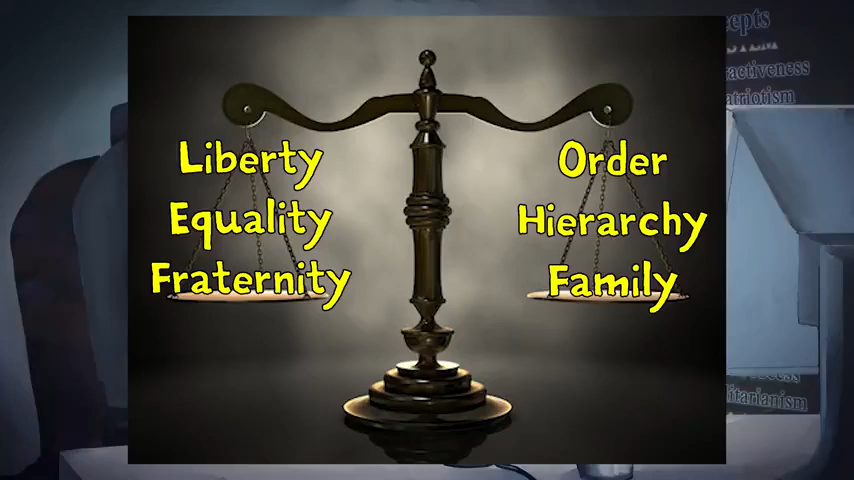 Liberty
Equality
Fraternity
Order
Hierarchy
Family